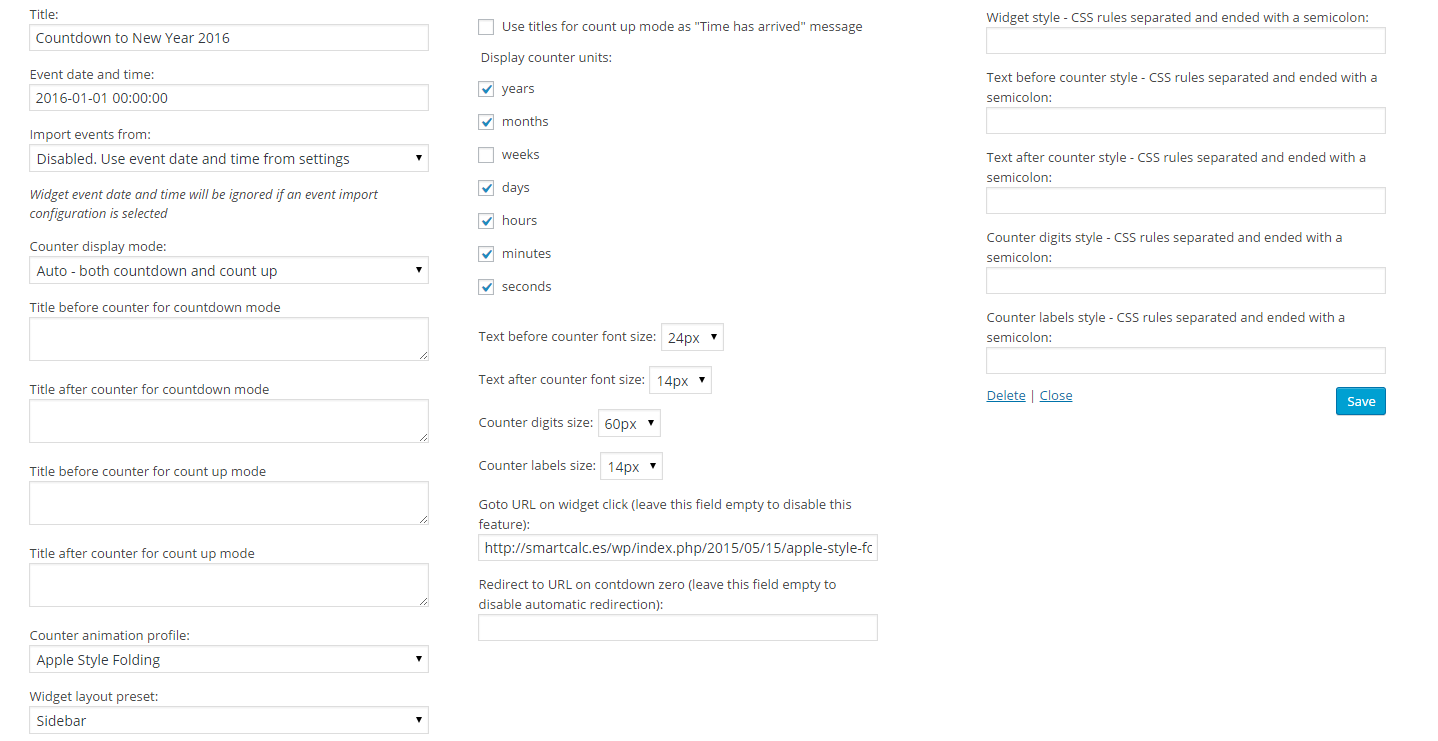 Title:
Countdown to New Year 2016
Event date and time:
2016-01-01 00:00:00
Import events from:
Disabled. Use event date and time from settings
Widget event date and time will be ignored if an event import
configuration is selected
Counter display mode:
Auto - both countdown and count up
Title before counter for countdown mode
Title after counter for countdown mode
Title before counter for count up mode
Title after counter for count up mode
Counter animation profile:
Apple Style Folding
Widget layout preset:
Sidebar
Use titles for count up mode as "Time has arrived" message
Display counter units:
years
months
weeks
days
hours
minutes
seconds
Text before counter font size: 24px
Text after counter font size: 14px
Counter digits size: 60px
Counter labels size: 14px
Goto URL on widget click (leave this field empty to disable this
feature):
http://smartcalc.es/wp/index.php/2015/05/15/apple-style-fc
Redirect to URL on contdown zero (leave this field empty to
disable automatic redirection):
Widget style - CSS rules separated and ended with a semicolon:
Text before counter style - CSS rules separated and ended with a
semicolon:
Text after counter style - CSS rules separated and ended with a
semicolon:
Counter digits style - CSS rules separated and ended with a
semicolon:
Counter labels style - CSS rules separated and ended with a
semicolon:
Delete | Close
Save